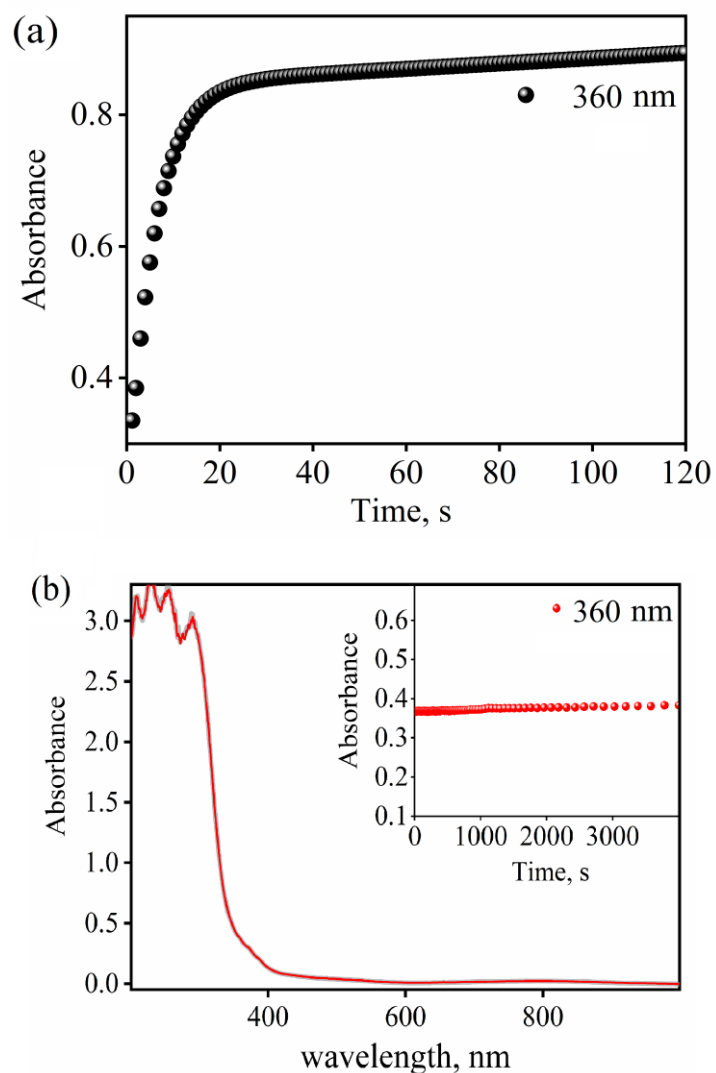 (a)
360 nm
Absorbance
0.8
0.6
0.4
0 20 40 60 80 100 120
Time, s
(b)
3.0
2.5
2.0
1.5
1.0
0.5
0.0
Absorbance
400 600 800
wavelength, nm
360 nm
0.6
0.5
0.4
0.3
0.2
0.1
Absorbance
0 1000 2000 3000
Time, s